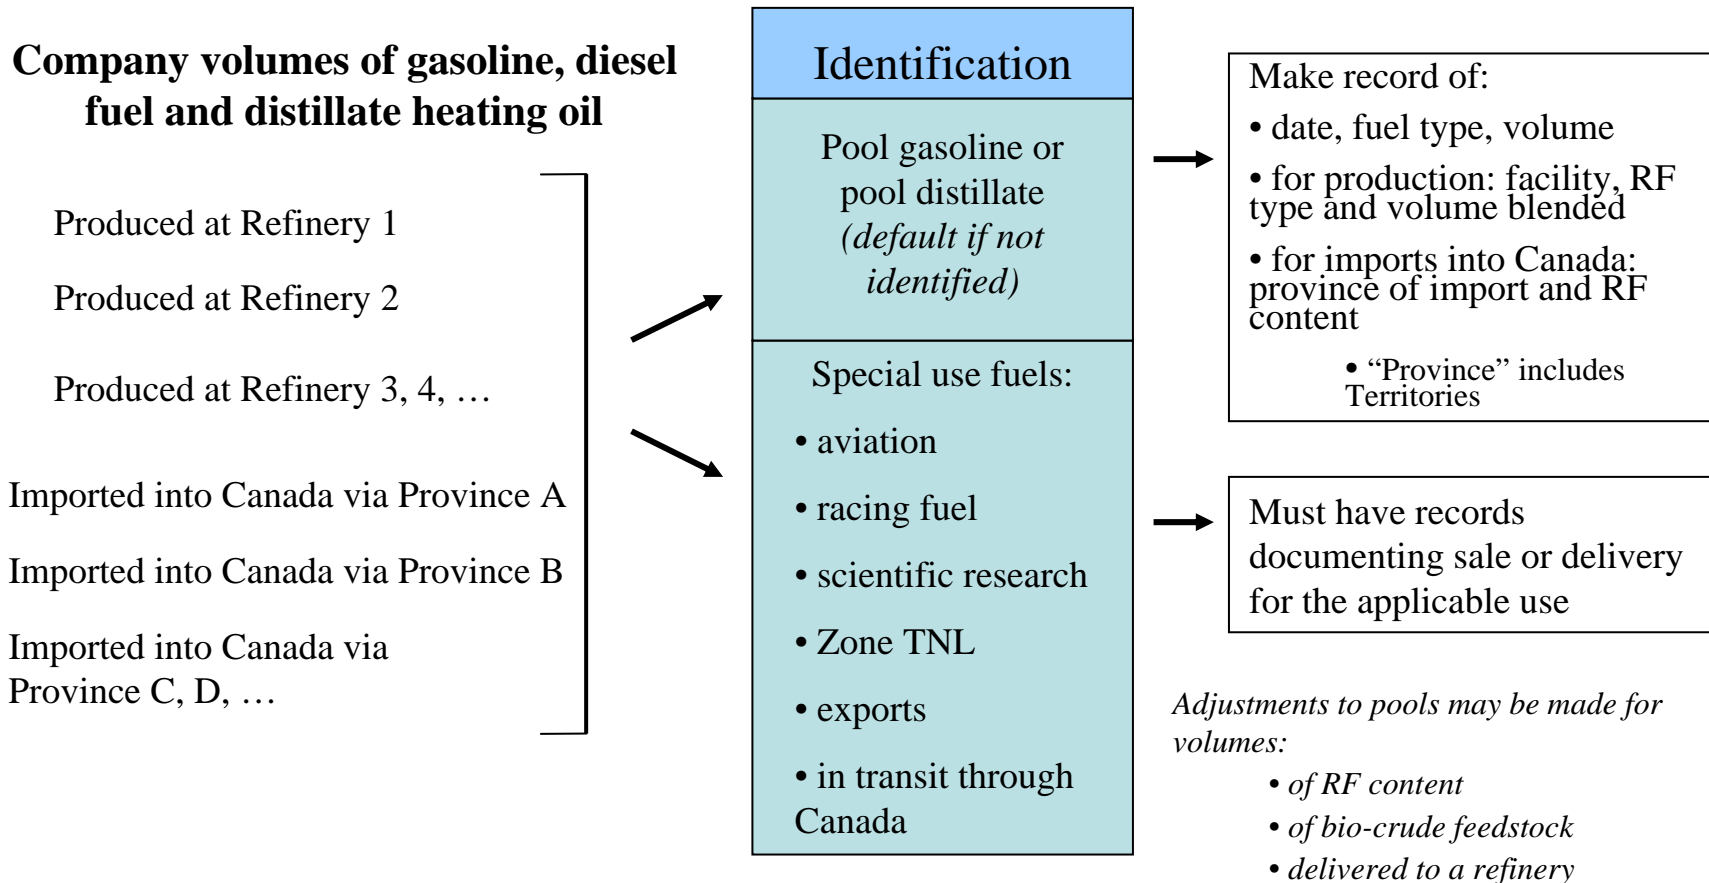 Company volumes of gasoline, diesel
fuel and distillate heating oil
Produced at Refinery 1
Produced at Refinery 2
Produced at Refinery 3, 4, …
Imported into Canada via Province A
Imported into Canada via Province B
Imported into Canada via
Province C, D, …
Identification
Pool gasoline or
pool distillate
(default if not
identified)
Special use fuels:
• aviation
• racing fuel
• scientific research
• Zone TNL
• exports
• in transit through
Canada
Make record of:
• date, fuel type, volume
• for production: facility, RF
type and volume blended
• for imports into Canada:
province of import and RF
content
• “Province” includes
Territories
Must have records
documenting sale or delivery
for the applicable use
Adjustments to pools may be made for
volumes:
• of RF content
• of bio-crude feedstock
• delivered to a refinery